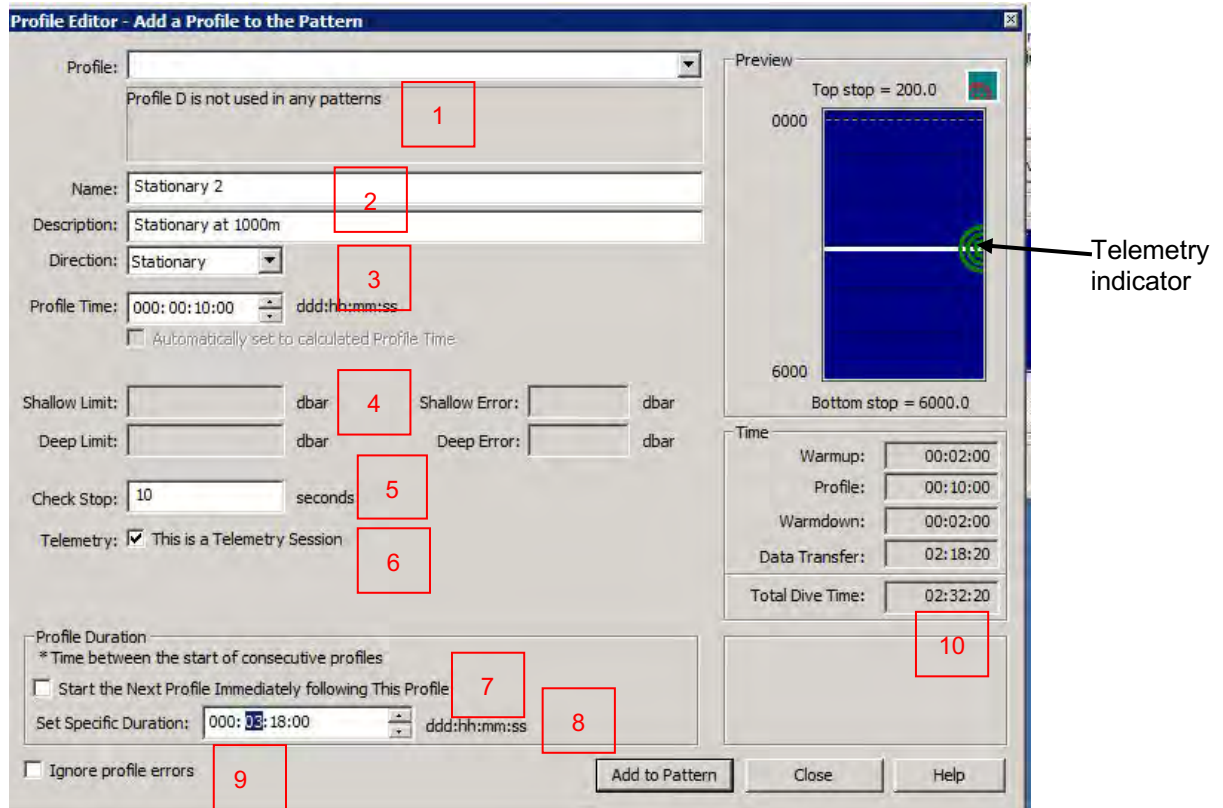 Profile Editor - Add a Profile to the Pattern
Profile:
Profile D is not used in any patterns
1
Name: Stationary 2
2
Description: Stationary at 1000m
Direction: Stationary
3
Profile Time: 000:00:10:00 ddd:hh:mm:ss
Automatically set to calculated Profile Time
Shallow Limit: dbar 4 Shallow Error: dbar
Deep Limit: dbar Deep Error: dbar
Check Stop: 10 seconds 5
Telemetry: This is a Telemetry Session
6
Preview
Top stop = 200.0
0000
6000
Bottom stop = 6000.0
Telemetry
indicator
Time
Warmup: 00:02:00
Profile: 00:10:00
Warmdown: 00:02:00
Data Transfer: 02:18:20
Total Dive Time: 02:32:20
10
Profile Duration
* Time between the start of consecutive profiles
Start the Next Profile Immediately following This Profile 7
Set Specific Duration: 000:03:18:00 ddd:hh:mm:ss 8
Ignore profile errors 9
Add to Pattern Close Help